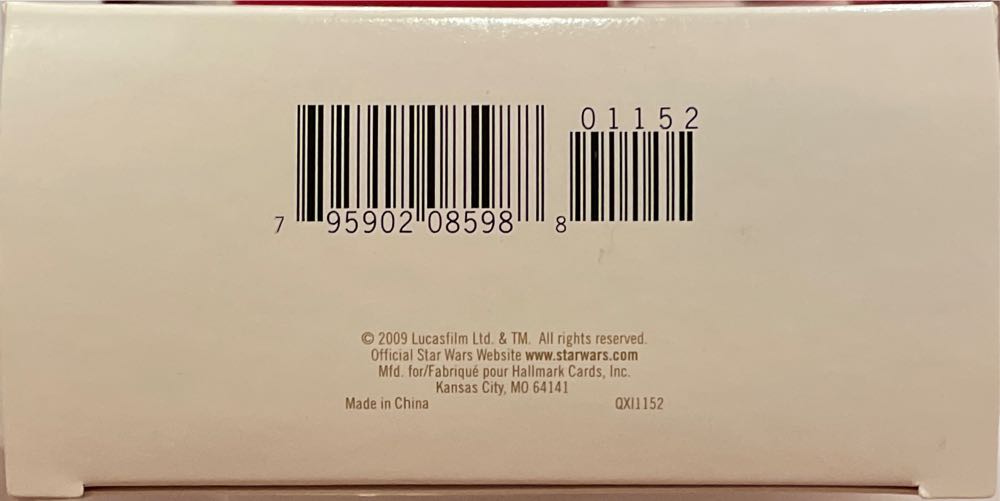 01152
7 95902 08598 8
© 2009 Lucasfilm Ltd. & TM. All rights reserved.
Official Star Wars Website www.starwars.com
Mfd. for/Fabriqué pour Hallmark Cards, Inc.
Kansas City, MO 64141
Made in China QXI1152